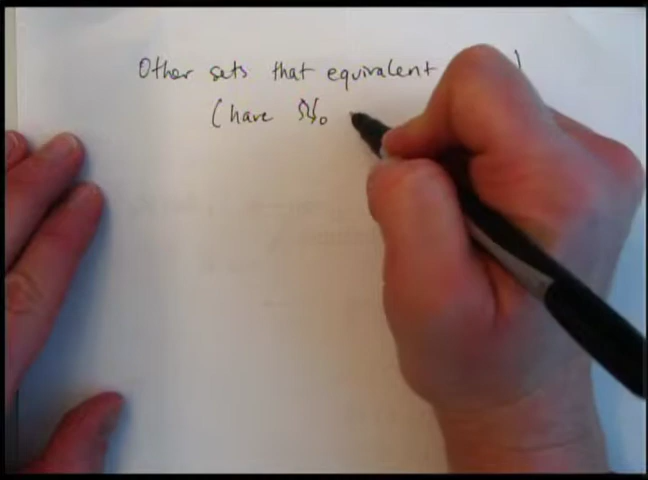 Other sets that equivalent
(have ℵ₀